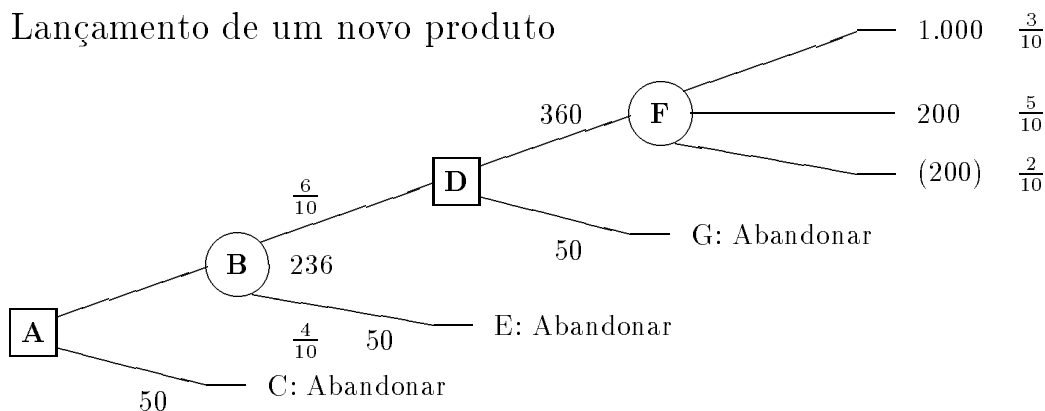 Lançamento de um novo produto
1.000 3/10
360 F 200 5/10
(200) 2/10
6/10 D
G: Abandonar
50
B 236
A 4/10 50 E: Abandonar
C: Abandonar
50